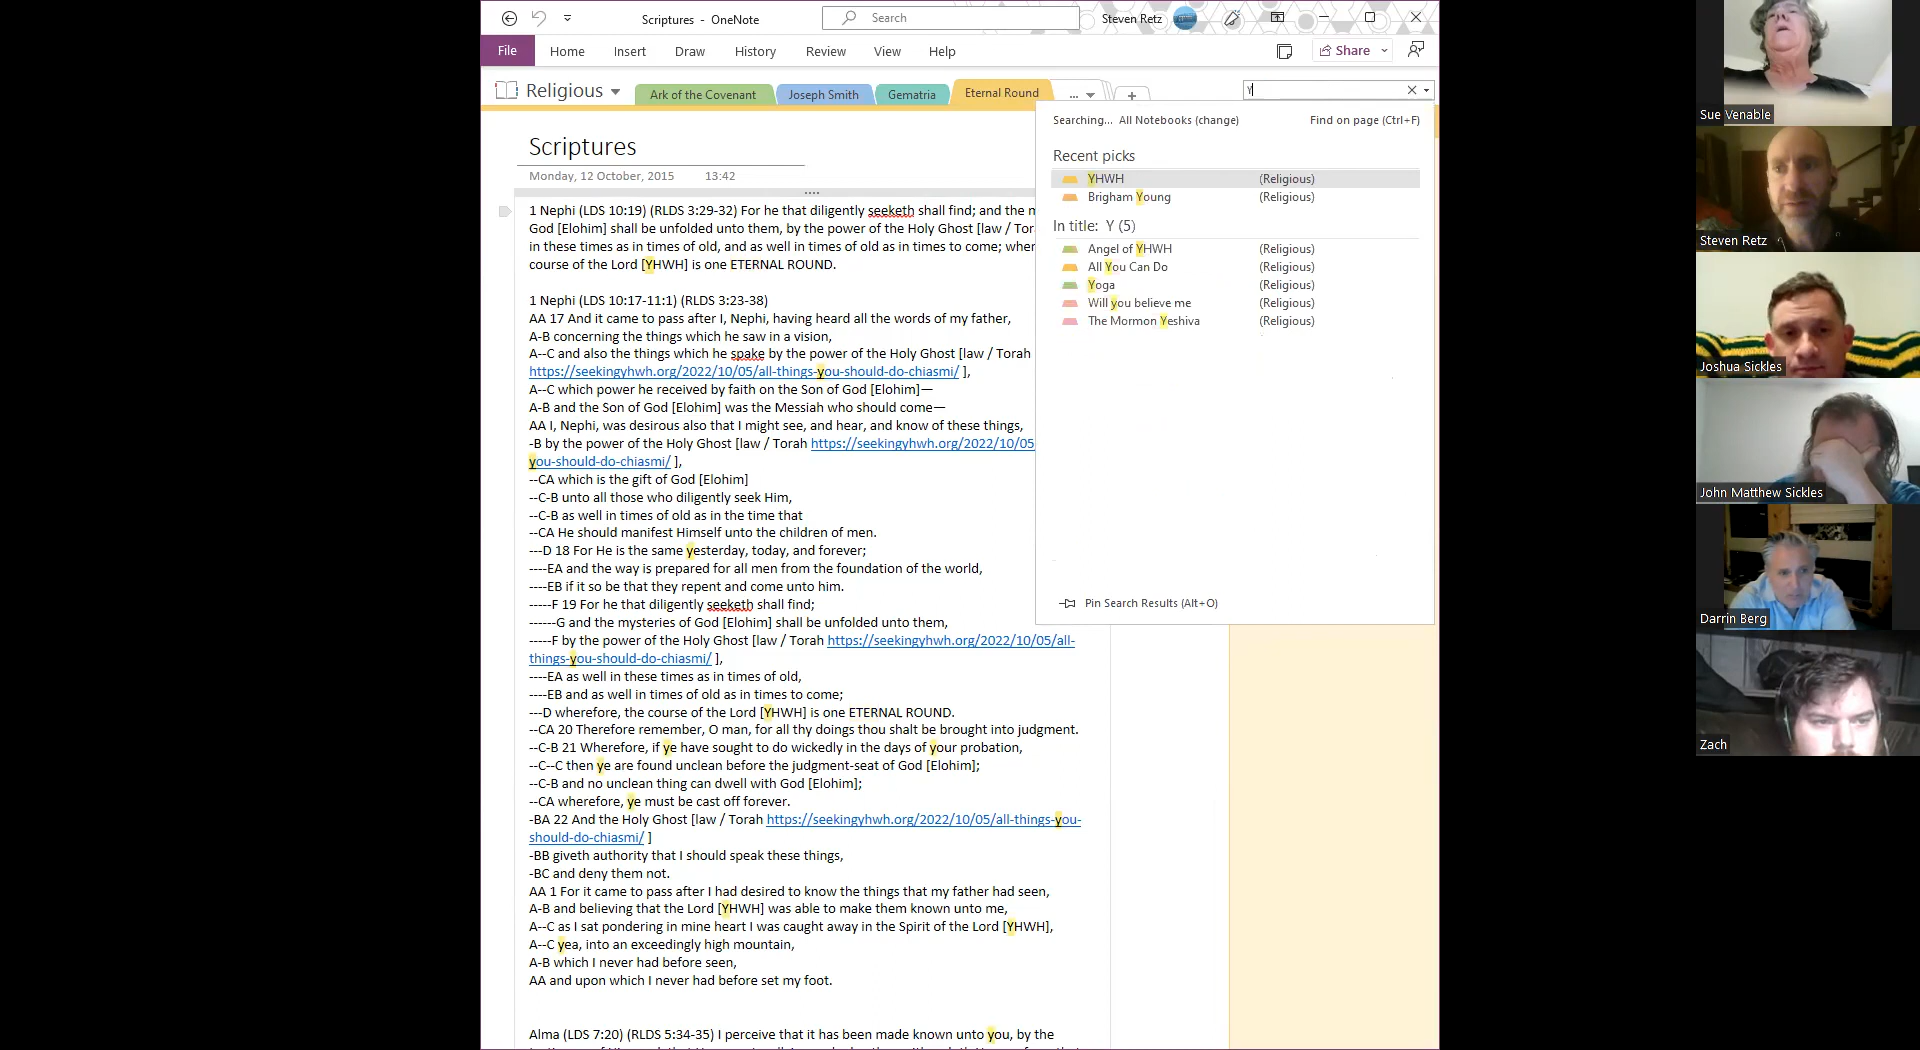 Scriptures - OneNote
Search
Steven Retz
File
Home
Insert
Draw
History
Review
View
Help
Share
Religious
Ark of the Covenant
Joseph Smith
Gematria
Eternal Round
...
+
Y
Searching... All Notebooks (change)
Find on page (Ctrl+F)
Recent picks
YHWH (Religious)
Brigham Young (Religious)
In title: Y (5)
Angel of YHWH (Religious)
All You Can Do (Religious)
Yoga (Religious)
Will you believe me (Religious)
The Mormon Yeshiva (Religious)
Pin Search Results (Alt+O)
Scriptures
Monday, 12 October, 2015 13:42
1 Nephi (LDS 10:19) (RLDS 3:29-32) For he that diligently seeketh shall find; and the
God [Elohim] shall be unfolded unto them, by the power of the Holy Ghost [law /
in these times as in times of old, and as well in times of old as in times to come;
course of the Lord [YHWH] is one ETERNAL ROUND.
1 Nephi (LDS 10:17-11:1) (RLDS 3:23-38)
AA 17 And it came to pass after I, Nephi, having heard all the words of my father,
A-B concerning the things which he saw in a vision,
A--C and also the things which he spake by the power of the Holy Ghost [law / Torah
https://seekingyhwh.org/2022/10/05/all-things-you-should-do-chiasmi/ ],
A--C which power he received by faith on the Son of God [Elohim]—
A-B and the Son of God [Elohim] was the Messiah who should come—
AA I, Nephi, was desirous also that I might see, and hear, and know of these things,
-B by the power of the Holy Ghost [law / Torah https://seekingyhwh.org/2022/10/05
you-should-do-chiasmi/ ],
--CA which is the gift of God [Elohim]
--C-B unto all those who diligently seek Him,
--C-B as well in times of old as in the time that
--CA He should manifest Himself unto the children of men.
---D 18 For He is the same yesterday, today, and forever;
----EA and the way is prepared for all men from the foundation of the world,
----EB if it so be that they repent and come unto him.
-----F 19 For he that diligently seeketh shall find;
------G and the mysteries of God [Elohim] shall be unfolded unto them,
-----F by the power of the Holy Ghost [law / Torah https://seekingyhwh.org/2022/10/05/all-
things-you-should-do-chiasmi/ ],
----EA as well in these times as in times of old,
----EB and as well in times of old as in times to come;
---D wherefore, the course of the Lord [YHWH] is one ETERNAL ROUND.
--CA 20 Therefore remember, O man, for all thy doings thou shalt be brought into judgment.
--C-B 21 Wherefore, if ye have sought to do wickedly in the days of your probation,
--C--C then ye are found unclean before the judgment-seat of God [Elohim];
--C-B and no unclean thing can dwell with God [Elohim];
--CA wherefore, ye must be cast off forever.
-BA 22 And the Holy Ghost [law / Torah https://seekingyhwh.org/2022/10/05/all-things-you-
should-do-chiasmi/ ]
-BB giveth authority that I should speak these things,
-BC and deny them not.
AA 1 For it came to pass after I had desired to know the things that my father had seen,
A-B and believing that the Lord [YHWH] was able to make them known unto me,
A--C as I sat pondering in mine heart I was caught away in the Spirit of the Lord [YHWH],
A--C yea, into an exceedingly high mountain,
A-B which I never had before seen,
AA and upon which I never had before set my foot.
Alma (LDS 7:20) (RLDS 5:34-35) I perceive that it has been made known unto you, by the
Sue Venable
Steven Retz
Joshua Sickles
John Matthew Sickles
Darrin Berg
Zach